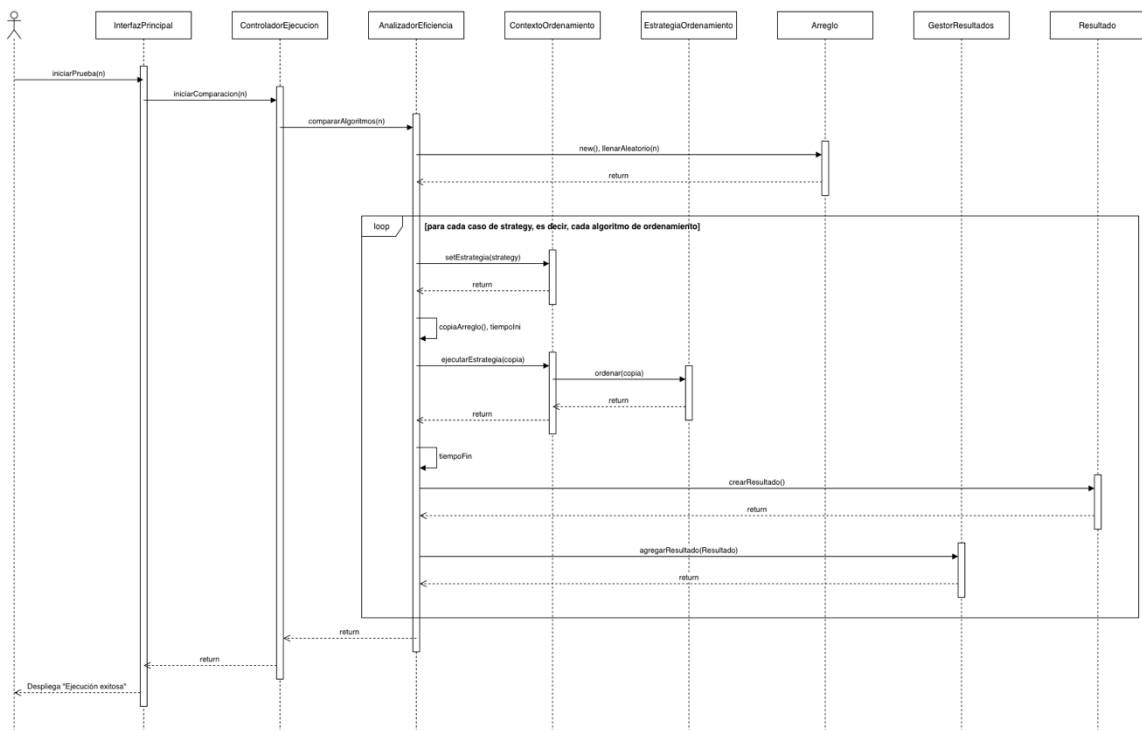 InterfazPrincipal
ControladorEjecucion
AnalizadorEficiencia
ContextoOrdenamiento
EstrategiaOrdenamiento
Arreglo
GestorResultados
Resultado
iniciarPrueba(n)
iniciarComparacion(n)
compararAlgoritmos(n)
new(), llenarAleatorio(n)
return
loop
[para cada caso de strategy, es decir, cada algoritmo de ordenamiento]
setEstrategia(strategy)
return
copiaArreglo(), tiempoIni
ejecutarEstrategia(copia)
ordenar(copia)
return
return
tiempoFin
crearResultado()
return
agregarResultado(Resultado)
return
return
return
Despliega "Ejecución exitosa"